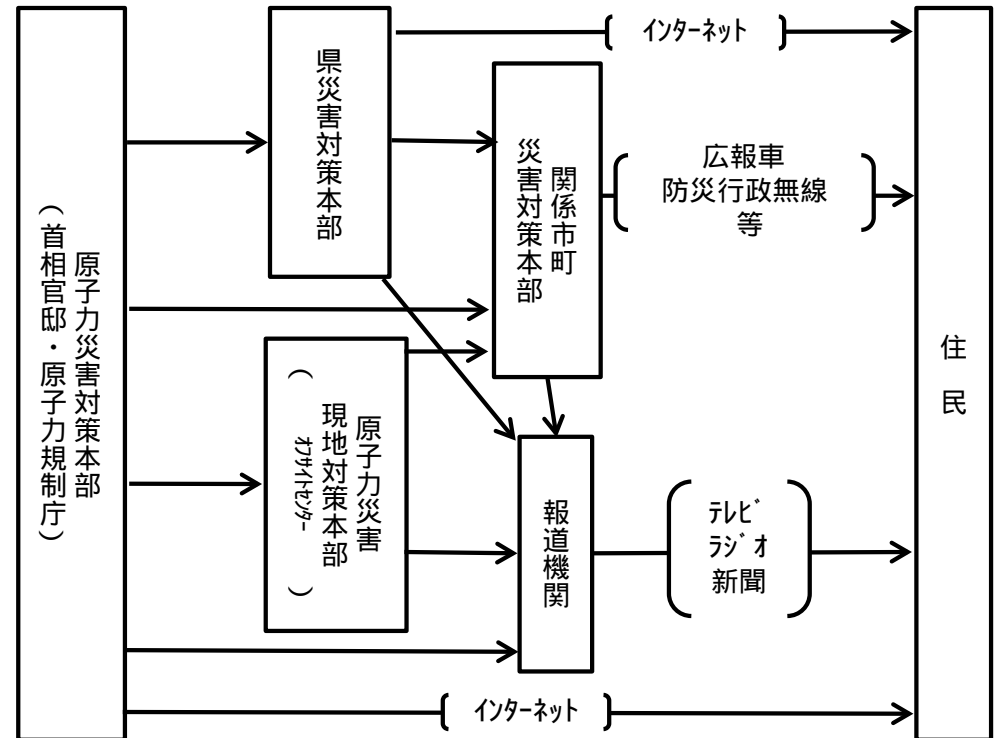 原子力災害対策本部
（首相官邸・原子力規制庁）
県災害対策本部
インターネット
関係市町
災害対策本部
広報車
防災行政無線
等
原子力災害
現地対策本部
（オフサイトセンター）
報道機関
テレビ
ラジオ
新聞
インターネット
住民